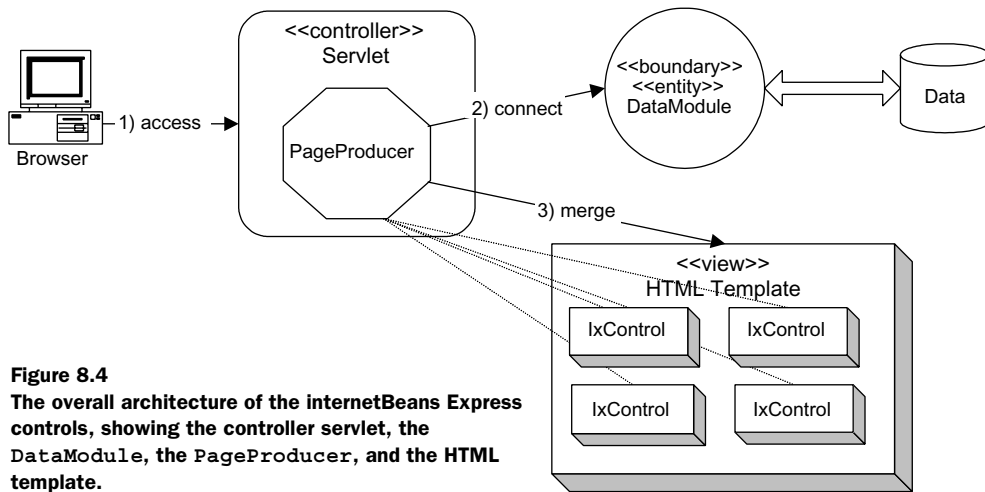 <<controller>>
Servlet
<<boundary>>
<<entity>>
DataModule
Data
1) access
2) connect
PageProducer
Browser
3) merge
<<view>>
HTML Template
IxControl
IxControl
IxControl
IxControl
Figure 8.4
The overall architecture of the internetBeans Express
controls, showing the controller servlet, the
DataModule, the PageProducer, and the HTML
template.